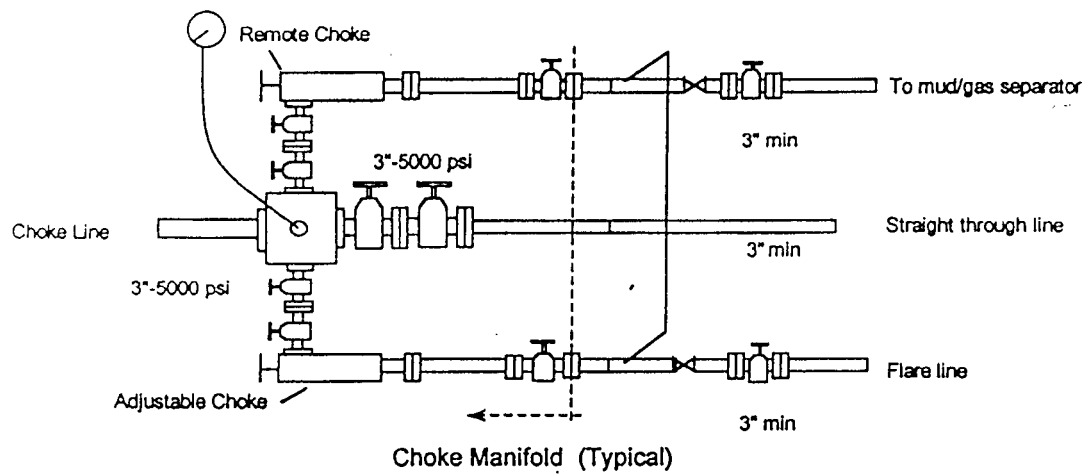 Remote Choke
To mud/gas separator
3" min
3"-5000 psi
Choke Line
Straight through line
3" min
3"-5000 psi
Adjustable Choke
Flare line
3" min
Choke Manifold (Typical)